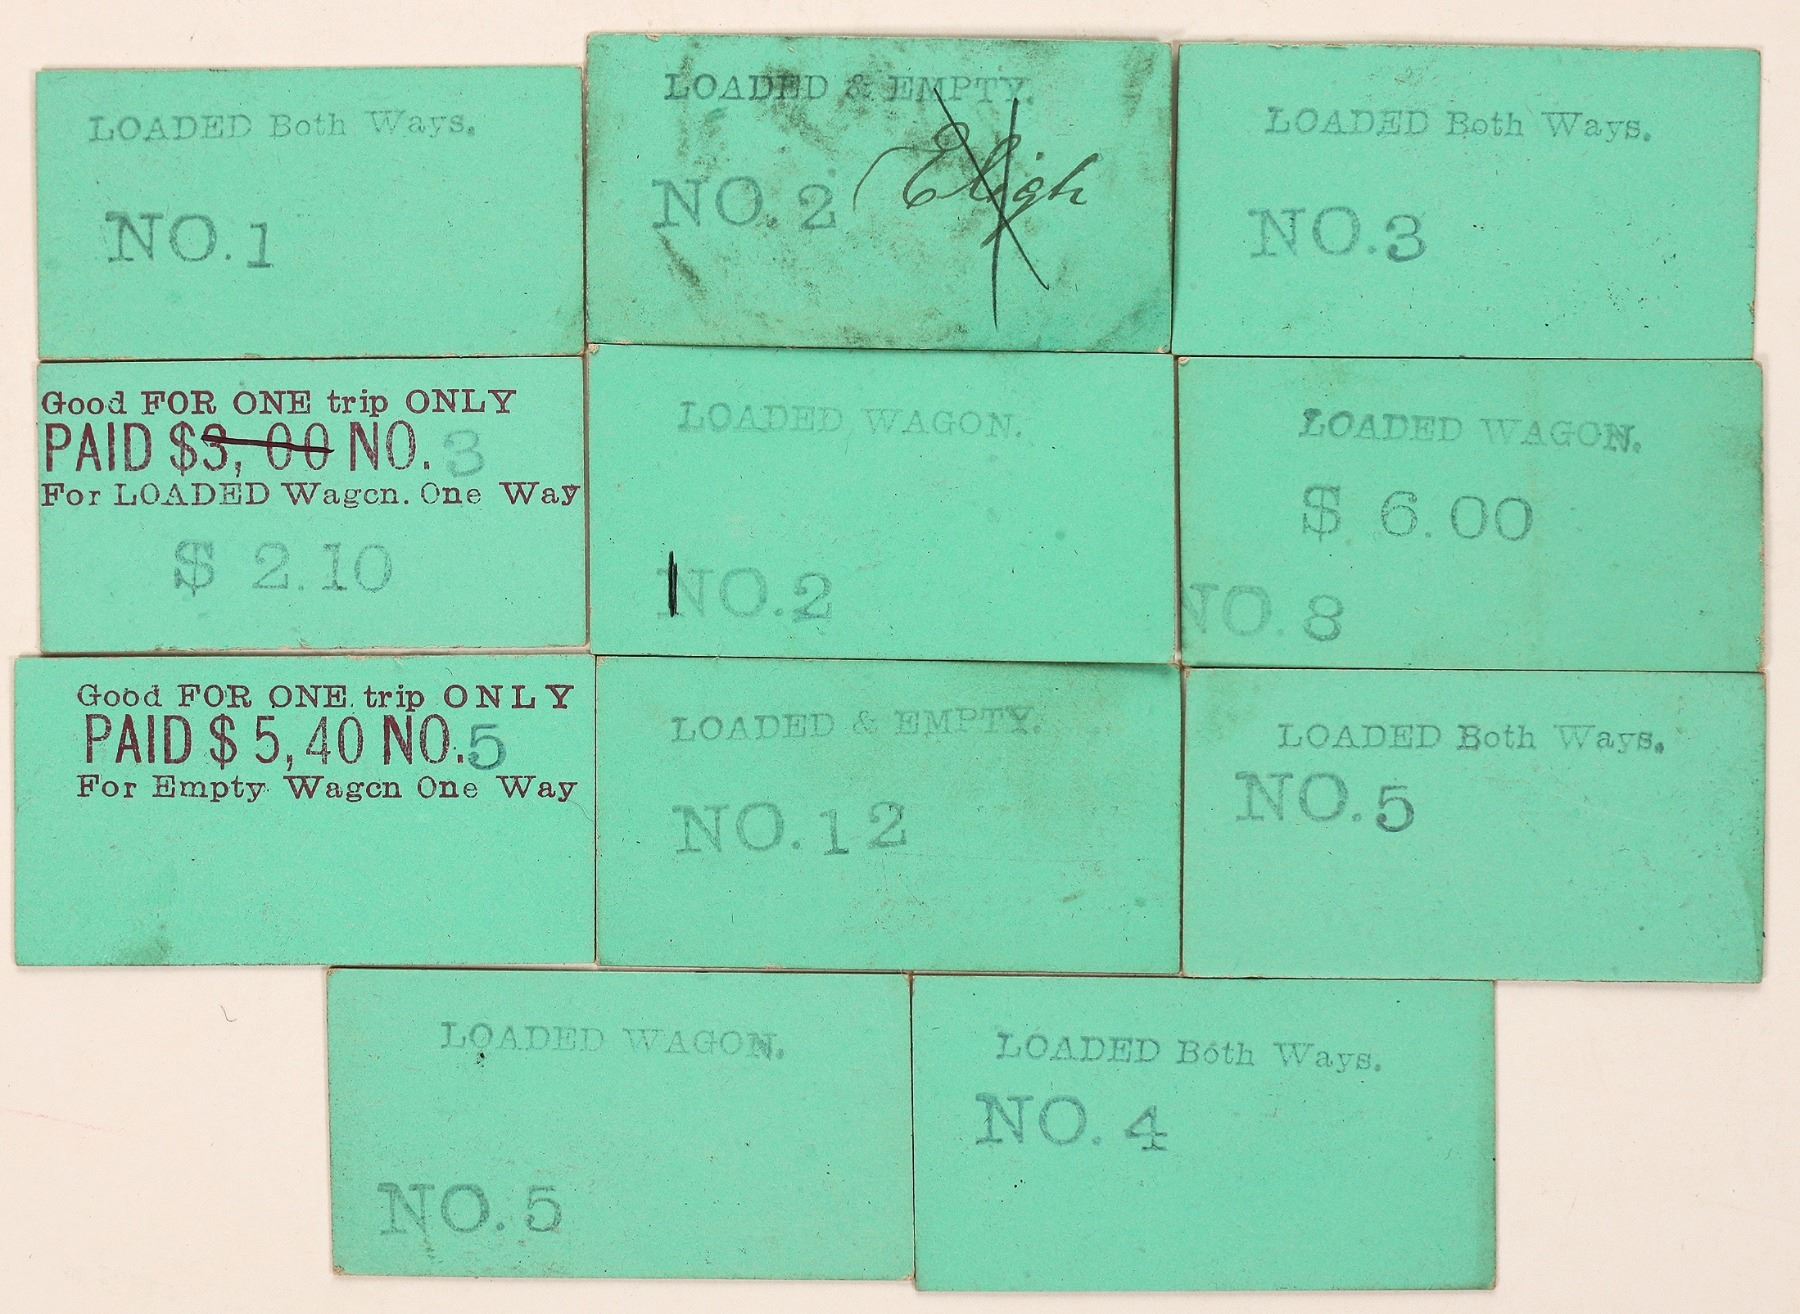 LOADED Both Ways.
NO. 1
LOADED & EMPTY.
NO. 2 Eligh
LOADED Both Ways.
NO. 3
Good FOR ONE trip ONLY
PAID $3, 00 NO. 3
For LOADED Wagcn. One Way
$ 2.10
LOADED WAGON.
NO. 2
LOADED WAGON.
$ 6.00
NO. 8
Good FOR ONE trip ONLY
PAID $ 5,40 NO. 5
For Empty Wagcn One Way
LOADED & EMPTY.
NO. 12
LOADED Both Ways.
NO. 5
LOADED WAGON.
NO. 5
LOADED Both Ways.
NO. 4